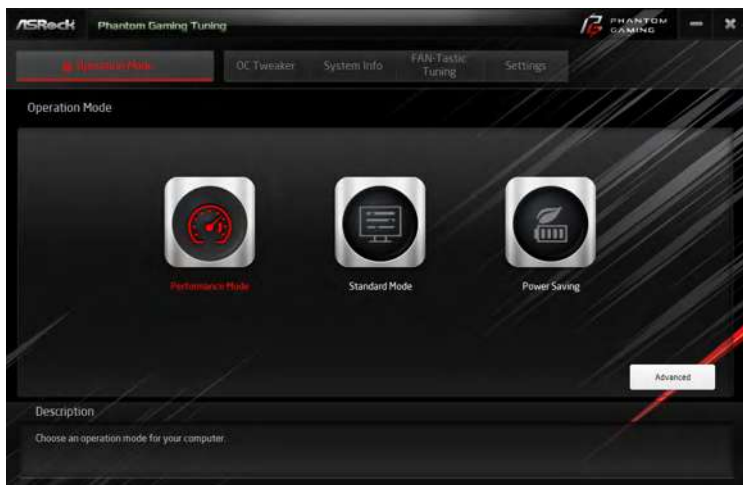 ASRock Phantom Gaming Tuning PHANTOM GAMING
Operation Mode OC Tweaker System Info FAN-Tastic Tuning Settings
Operation Mode
Performance Mode Standard Mode Power Saving
Advanced
Description
Choose an operation mode for your computer.